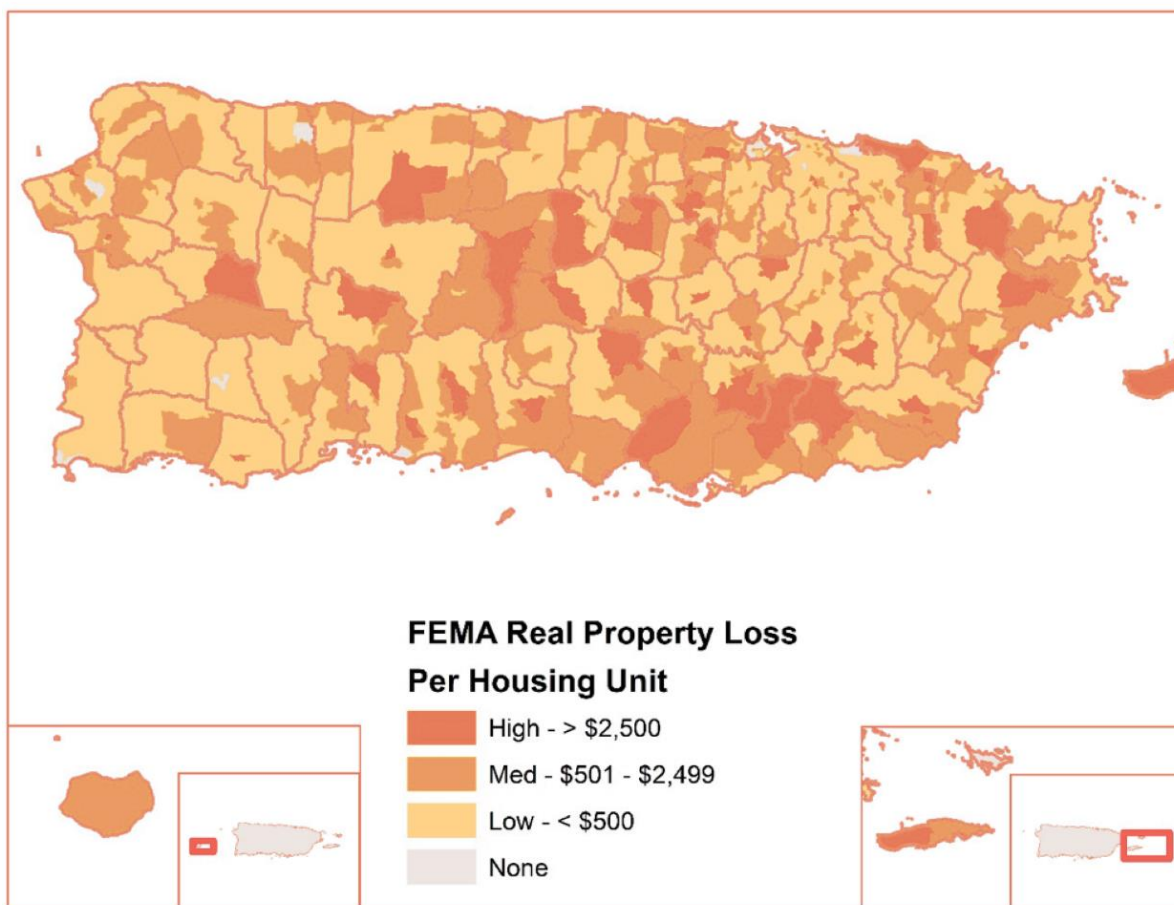 FEMA Real Property Loss
Per Housing Unit
High - > $2,500
Med - $501 - $2,499
Low - < $500
None